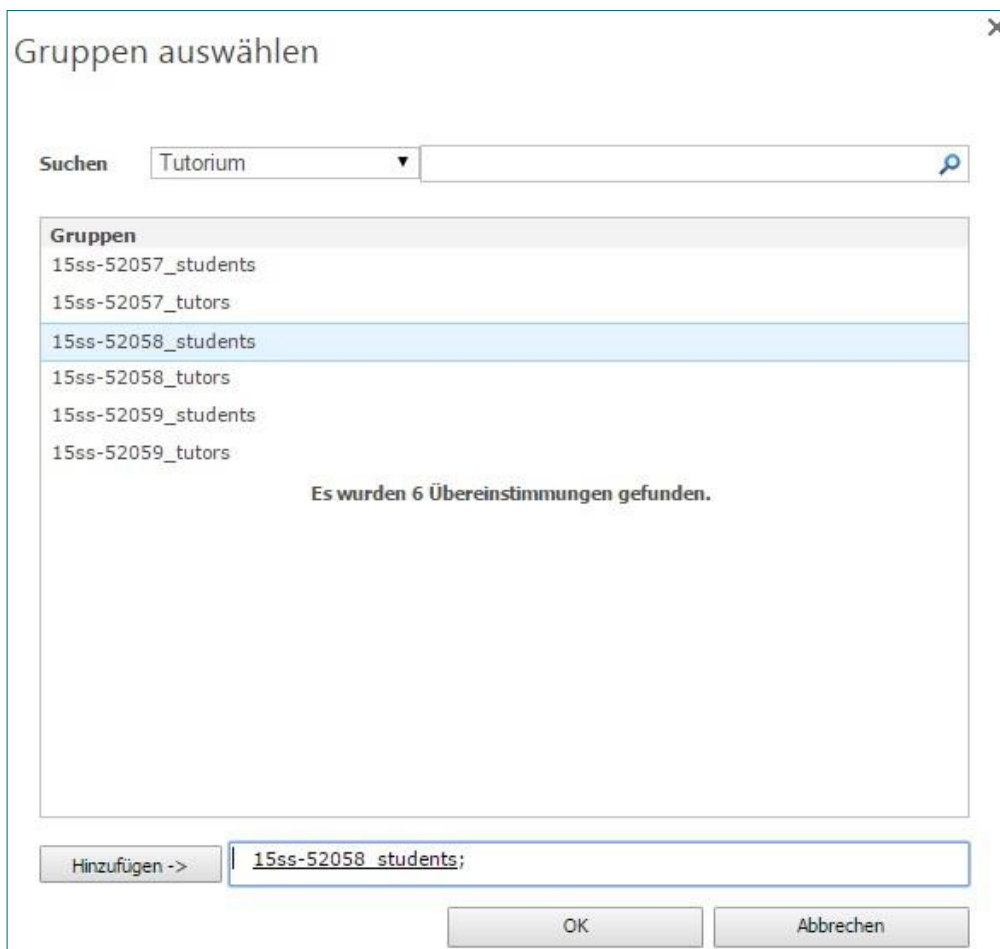 Gruppen auswählen
Suchen Tutorium
Gruppen
15ss-52057_students
15ss-52057_tutors
15ss-52058_students
15ss-52058_tutors
15ss-52059_students
15ss-52059_tutors
Es wurden 6 Übereinstimmungen gefunden.
Hinzufügen -> 15ss-52058_students;
OK Abbrechen